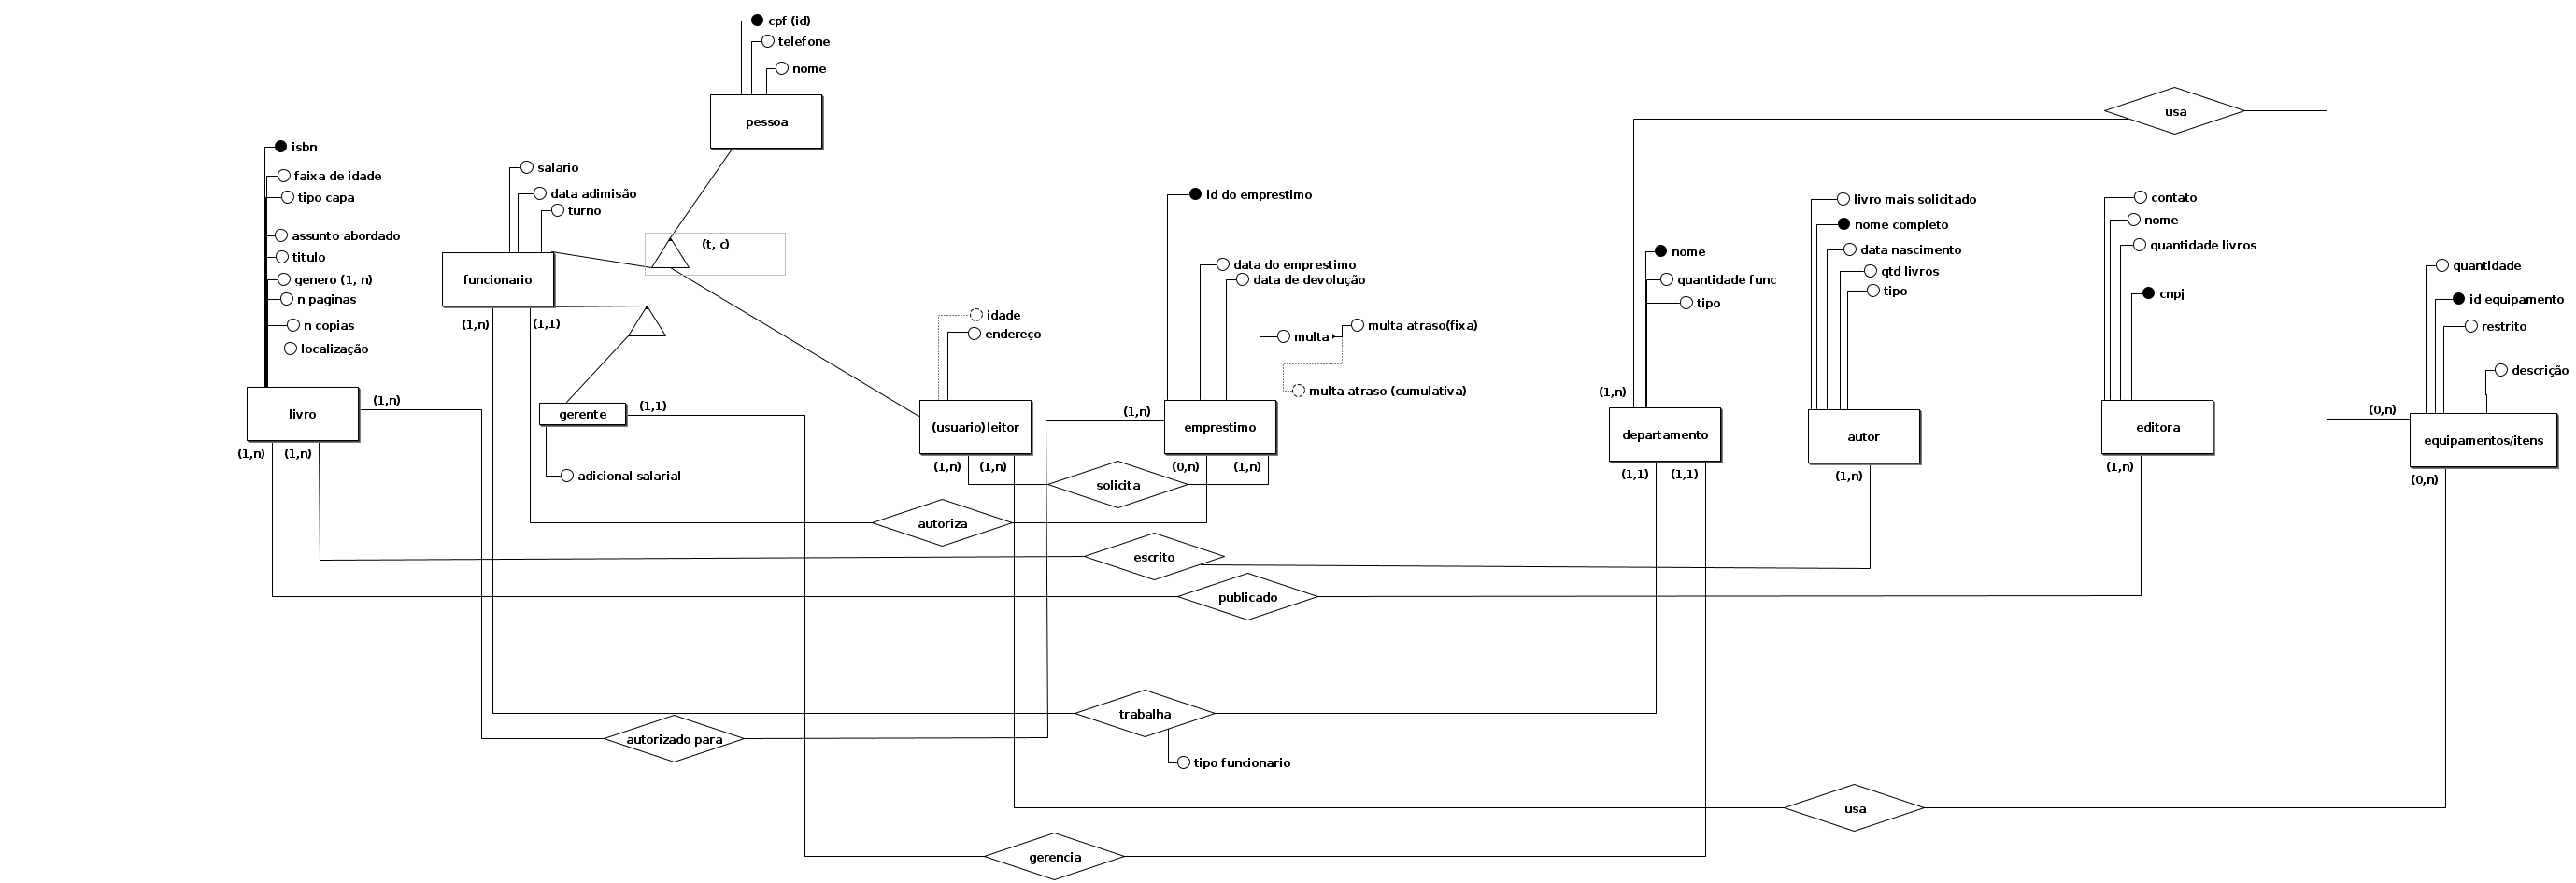 cpf (id)
telefone
nome
pessoa
usa
isbn
faixa de idade
tipo capa
assunto abordado
titulo
genero (1, n)
n paginas
n copias
localização
livro
(1,n)
(1,n)
(1,n)
salario
data adimisão
turno
funcionario
(t, c)
(1,n)
(1,1)
gerente
(1,1)
adicional salarial
idade
endereço
(usuario)leitor
(1,n)
(1,n)
id do emprestimo
data do emprestimo
data de devolução
multa
multa atraso(fixa)
multa atraso (cumulativa)
(1,n)
emprestimo
(0,n)
(1,n)
nome
quantidade func
tipo
(1,n)
departamento
(1,1)
(1,1)
livro mais solicitado
nome completo
data nascimento
qtd livros
tipo
autor
(1,n)
contato
nome
quantidade livros
cnpj
editora
(1,n)
quantidade
id equipamento
restrito
descrição
(0,n)
equipamentos/itens
(0,n)
solicita
autoriza
escrito
publicado
trabalha
autorizado para
tipo funcionario
usa
gerencia